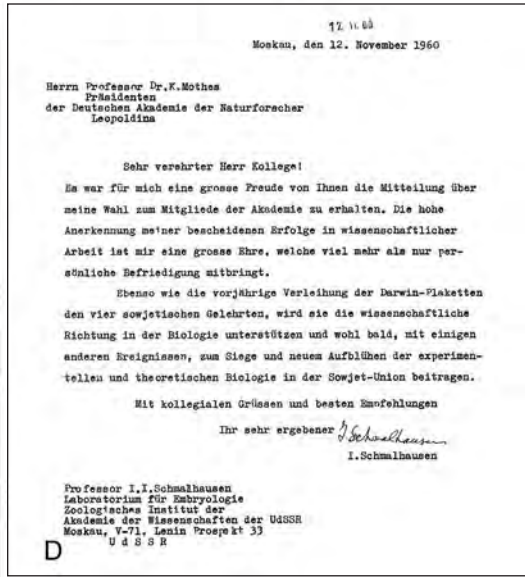 Moskau, den 12. November 1960
Herrn Professor Dr.K.Mothes
Präsidenten
der Deutschen Akademie der Naturforscher
Leopoldina
Sehr verehrter Herr Kollege!
Es war für mich eine grosse Freude von Ihnen die Mitteilung über
meine Wahl zum Mitgliede der Akademie zu erhalten. Die hohe
Anerkennung meiner bescheidenen Erfolge in wissenschaftlicher
Arbeit ist mir eine grosse Ehre, welche viel mehr als nur per-
sönliche Befriedigung mitbringt.
Ebenso wie die vorjährige Verleihung der Darwin-Plaketten
den vier sowjetischen Gelehrten, wird sie die wissenschaftliche
Richtung in der Biologie unterstützen und wohl bald, mit einigen
anderen Ereignissen, zum Siege und neuem Aufblühen der experimen-
tellen und theoretischen Biologie in der Sowjet-Union beitragen.
Mit kollegialen Grüssen und besten Empfehlungen
Ihr sehr ergebener I Schmalhausen
I.Schmalhausen
Professor I.I.Schmalhausen
Laboratorium für Embryologie
Zoologisches Institut der
Akademie der Wissenschaften der UdSSR
Moskau, V-71, Lenin Prospekt 33
U d S S R
D